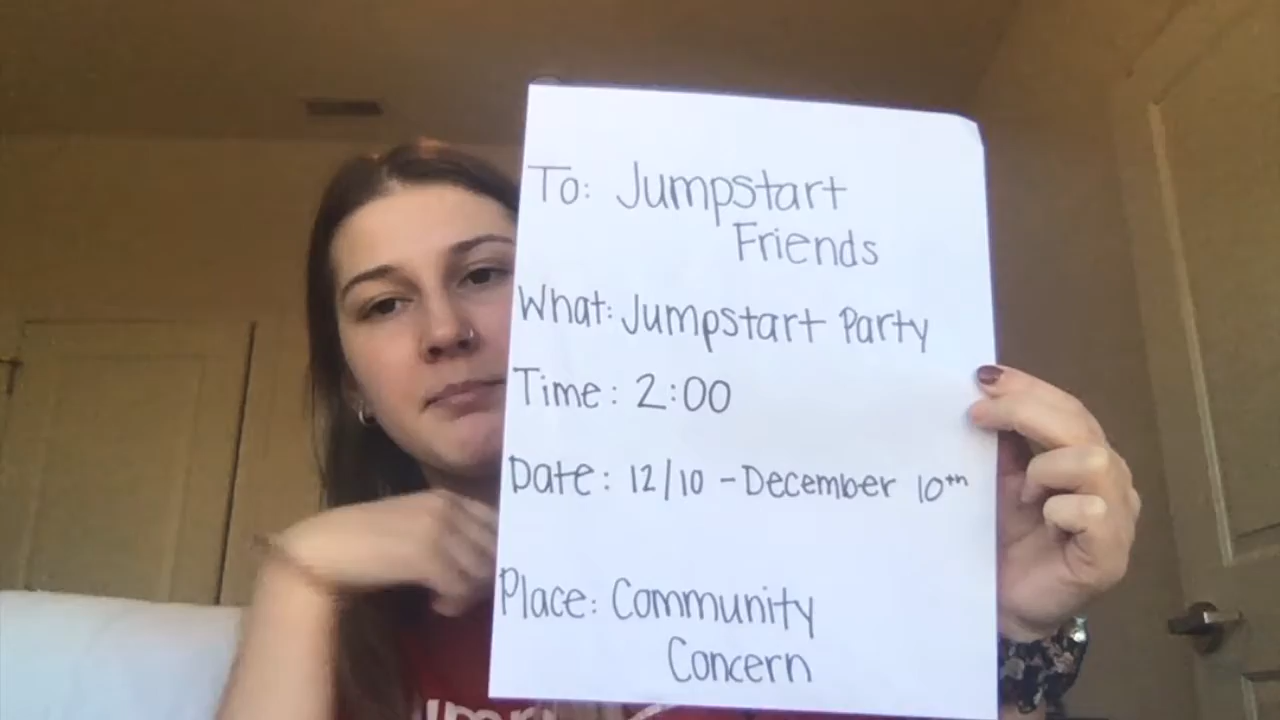 To: Jumpstart
Friends
What: Jumpstart Party
Time: 2:00
Date: 12/10 - December 10th
Place: Community
Concern